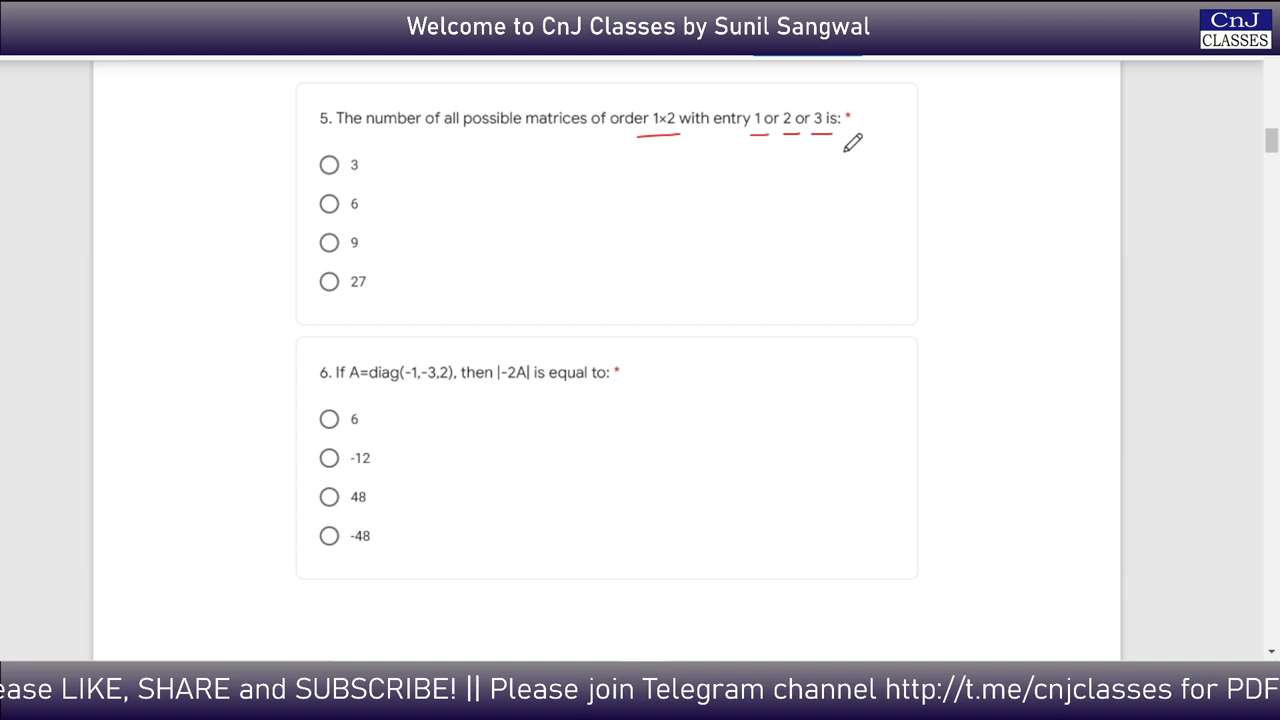 Welcome to CnJ Classes by Sunil Sangwal
CnJ
CLASSES
5. The number of all possible matrices of order 1×2 with entry 1 or 2 or 3 is: *
3
6
9
27
6. If A=diag(-1,-3,2), then |-2A| is equal to: *
6
-12
48
-48
ease LIKE, SHARE and SUBSCRIBE! || Please join Telegram channel http://t.me/cnjclasses for PDF